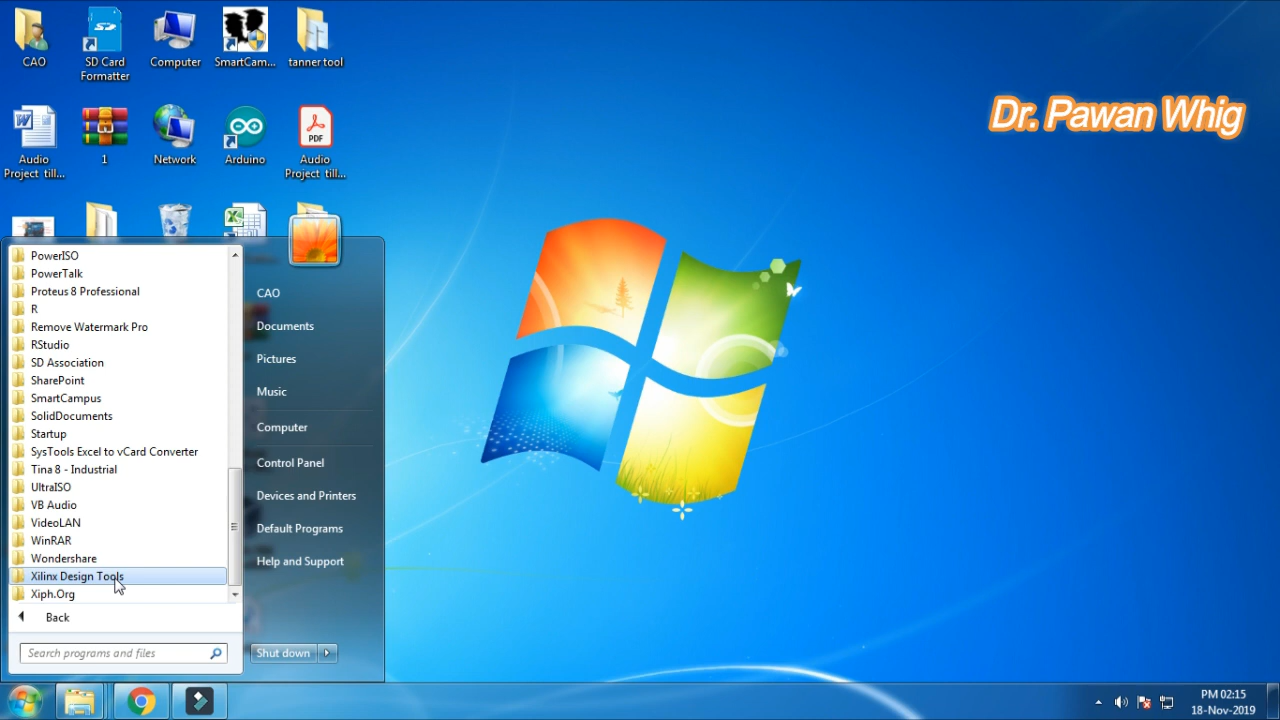 CAO
SD Card
Formatter
Computer
SmartCam...
tanner tool
Dr. Pawan Whig
Audio
Project till...
1
Network
Arduino
PDF
Audio
Project till...
PowerISO
PowerTalk
Proteus 8 Professional
R
Remove Watermark Pro
RStudio
SD Association
SharePoint
SmartCampus
SolidDocuments
Startup
SysTools Excel to vCard Converter
Tina 8 - Industrial
UltraISO
VB Audio
VideoLAN
WinRAR
Wondershare
Xilinx Design Tools
Xiph.Org
Back
Search programs and files
CAO
Documents
Pictures
Music
Computer
Control Panel
Devices and Printers
Default Programs
Help and Support
Shut down
PM 02:15
18-Nov-2019